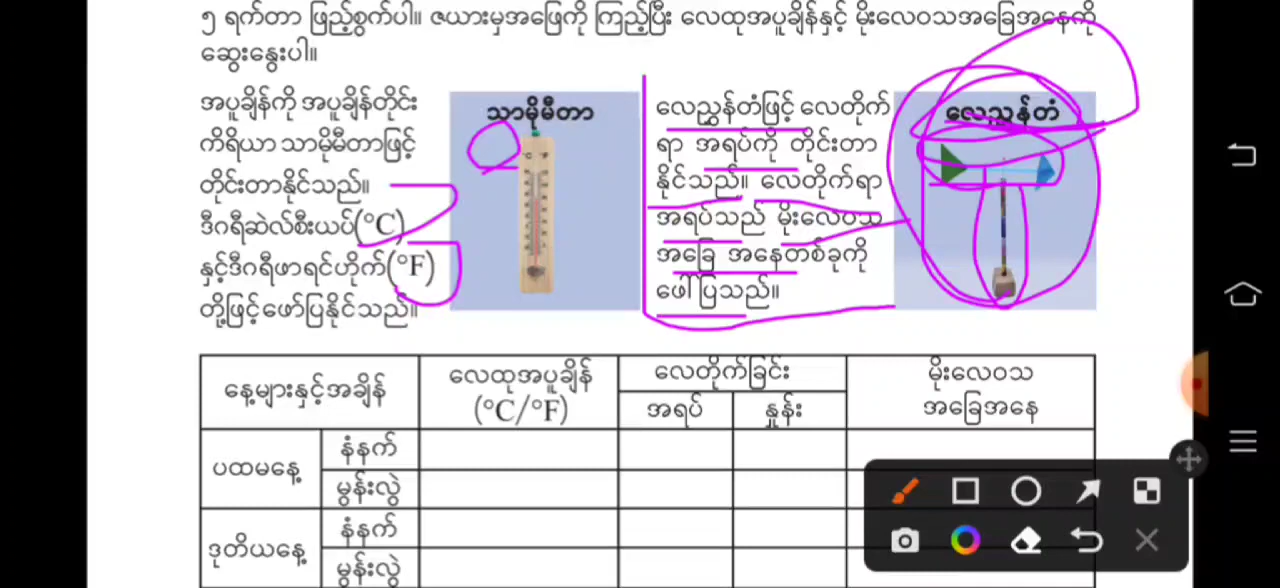 ၅ ရက်တာ ဖြည့်စွက်ပါ။ ဇယားမှအဖြေကို ကြည့်ပြီး လေထုအပူချိန်နှင့် မိုးလေဝသအခြေအနေကို
ဆွေးနွေးပါ။
အပူချိန်ကို အပူချိန်တိုင်း
ကိရိယာ သာမိုမီတာဖြင့်
တိုင်းတာနိုင်သည်။
ဒီဂရီဆဲလ်စီးယပ်(°C)
နှင့်ဒီဂရီဖာရင်ဟိုက်(°F)
တို့ဖြင့်ဖော်ပြနိုင်သည်။
သာမိုမီတာ
လေညွှန်တံဖြင့် လေတိုက်
ရာ အရပ်ကို တိုင်းတာ
နိုင်သည်။ လေတိုက်ရာ
အရပ်သည် မိုးလေဝသ
အခြေ အနေတစ်ခုကို
ဖေါ်ပြသည်။
လေညွှန်တံ
နေ့များနှင့်အချိန်
လေထုအပူချိန်
(°C/°F)
လေတိုက်ခြင်း
အရပ်
နှုန်း
မိုးလေဝသ
အခြေအနေ
ပထမနေ့
နံနက်
မွန်းလွဲ
ဒုတိယနေ့
နံနက်
မွန်းလွဲ